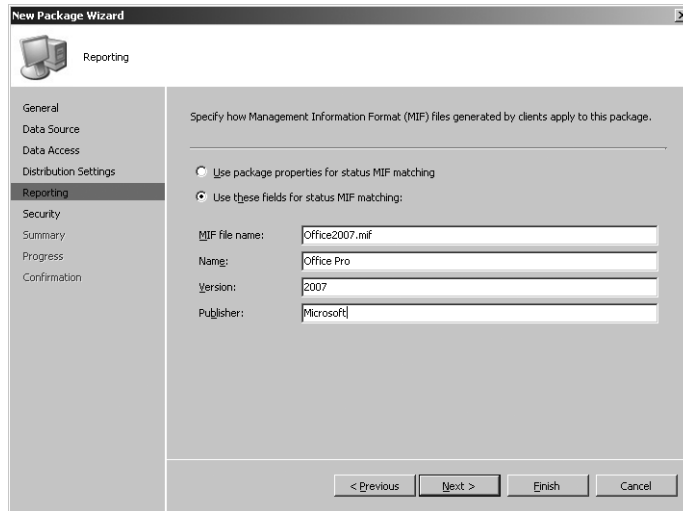 New Package Wizard
Reporting
General
Data Source
Data Access
Distribution Settings
Reporting
Security
Summary
Progress
Confirmation
Specify how Management Information Format (MIF) files generated by clients apply to this package.
Use package properties for status MIF matching
Use these fields for status MIF matching:
MIF file name: Office2007.mif
Name: Office Pro
Version: 2007
Publisher: Microsoft
< Previous Next > Finish Cancel